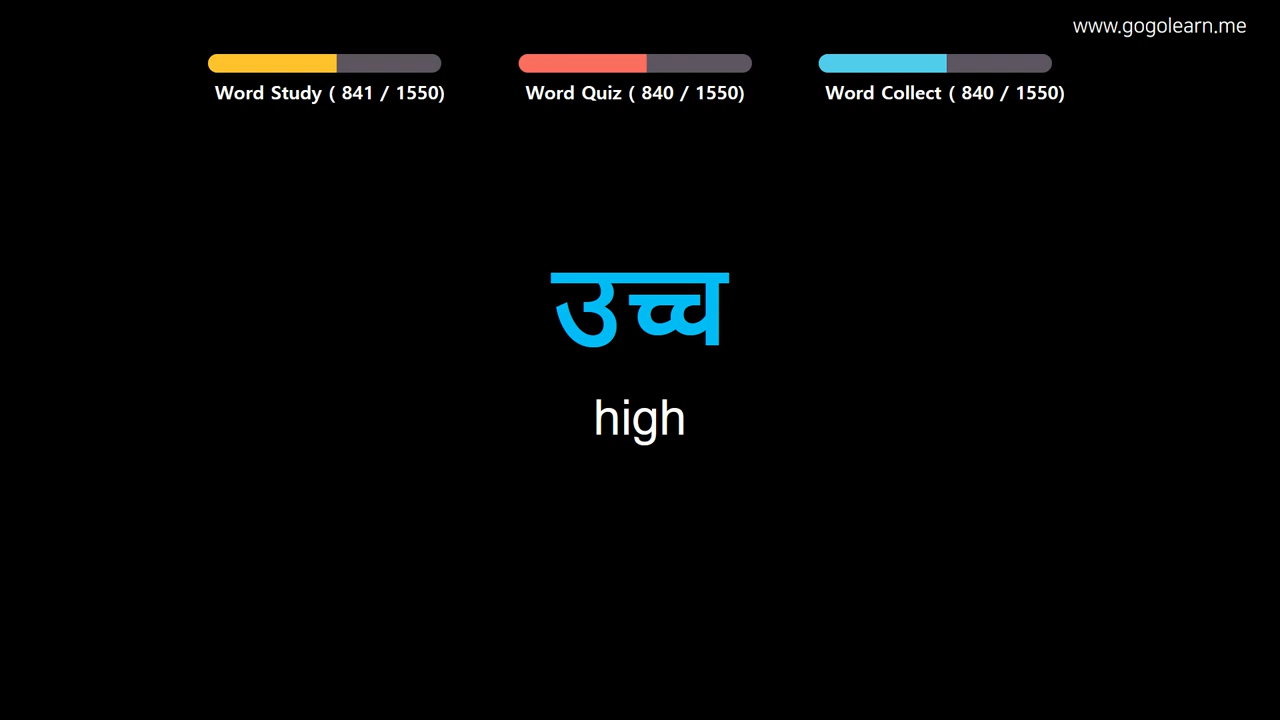 www.gogolearn.me
Word Study ( 841 / 1550)
Word Quiz ( 840 / 1550)
Word Collect ( 840 / 1550)
उच्च
high